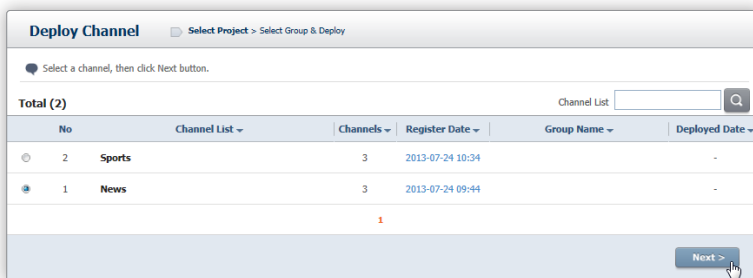 Deploy Channel
Select Project > Select Group & Deploy
Select a channel, then click Next button.
Total (2)
Channel List
No Channel List Channels Register Date Group Name Deployed Date
2 Sports 3 2013-07-24 10:34 -
1 News 3 2013-07-24 09:44 -
1
Next >